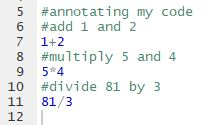 5 #annotating my code
6 #add 1 and 2
7 1+2
8 #multiply 5 and 4
9 5*4
10 #divide 81 by 3
11 81/3
12